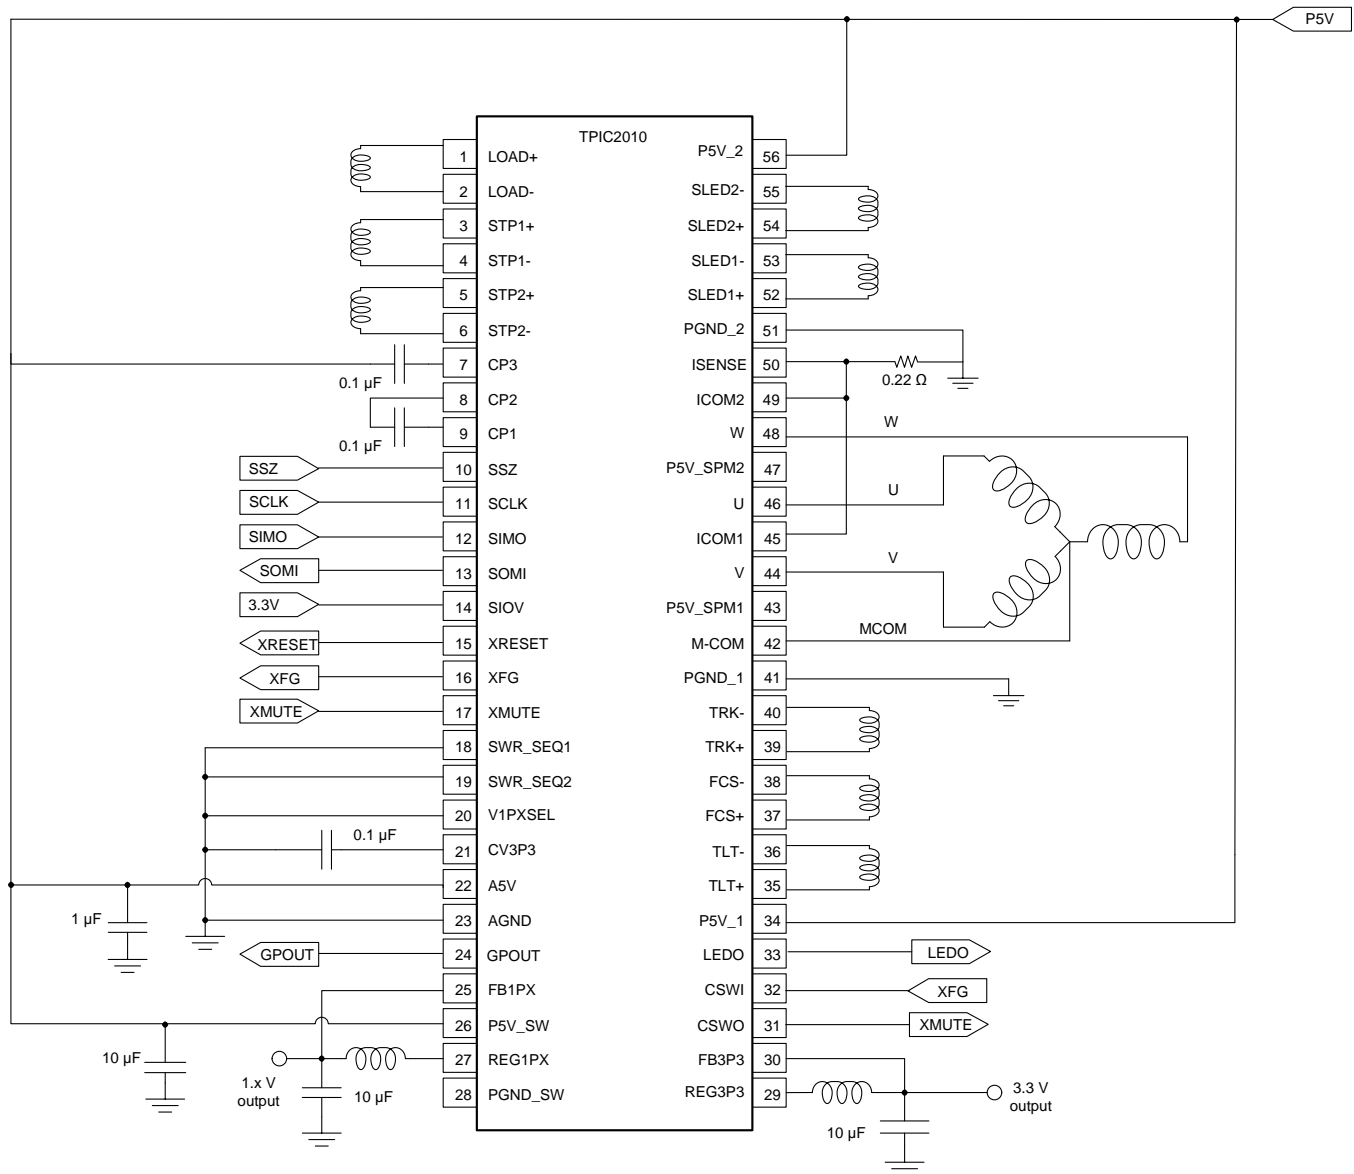 P5V
TPIC2010
1 LOAD+
2 LOAD-
3 STP1+
4 STP1-
5 STP2+
6 STP2-
7 CP3
0.1 µF
8 CP2
9 CP1
0.1 µF
SSZ 10 SSZ
SCLK 11 SCLK
SIMO 12 SIMO
SOMI 13 SOMI
3.3V 14 SIOV
XRESET 15 XRESET
XFG 16 XFG
XMUTE 17 XMUTE
18 SWR_SEQ1
19 SWR_SEQ2
20 V1PXSEL
0.1 µF
21 CV3P3
22 A5V
1 µF
23 AGND
GPOUT 24 GPOUT
25 FB1PX
26 P5V_SW
10 µF
27 REG1PX
1.x V
output
10 µF
28 PGND_SW
P5V_2 56
SLED2- 55
SLED2+ 54
SLED1- 53
SLED1+ 52
PGND_2 51
ISENSE 50
0.22 Ω
ICOM2 49
W
W 48
P5V_SPM2 47
U 46
U
ICOM1 45
V
V 44
P5V_SPM1 43
MCOM
M-COM 42
PGND_1 41
TRK- 40
TRK+ 39
FCS- 38
FCS+ 37
TLT- 36
TLT+ 35
P5V_1 34
LEDO 33 LEDO
CSWI 32 XFG
CSWO 31 XMUTE
FB3P3 30
REG3P3 29
3.3 V
output
10 µF